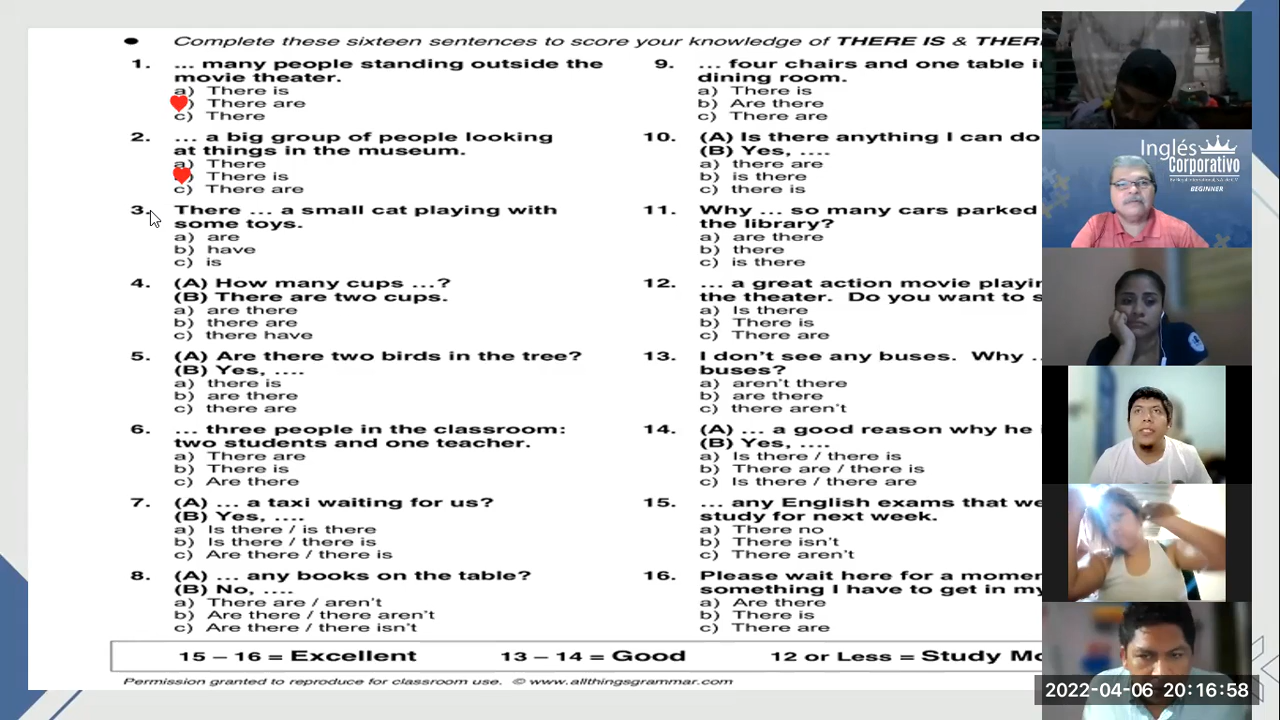 • Complete these sixteen sentences to score your knowledge of THERE IS & THER
1. ... many people standing outside the
movie theater.
a) There is
There are
c) There
2. ... a big group of people looking
at things in the museum.
a) There
There is
c) There are
3. There ... a small cat playing with
some toys.
a) are
b) have
c) is
4. (A) How many cups ...?
(B) There are two cups.
a) are there
b) there are
c) there have
5. (A) Are there two birds in the tree?
(B) Yes, ....
a) there is
b) are there
c) there are
6. ... three people in the classroom:
two students and one teacher.
a) There are
b) There is
c) Are there
7. (A) ... a taxi waiting for us?
(B) Yes, ....
a) Is there / is there
b) Is there / there is
c) Are there / there is
8. (A) ... any books on the table?
(B) No, ....
a) There are / aren't
b) Are there / there aren't
c) Are there / there isn't
9. ... four chairs and one table i
dining room.
a) There is
b) Are there
c) There are
10. (A) Is there anything I can do
(B) Yes, ....
a) there are
b) is there
c) there is
11. Why ... so many cars parked
the library?
a) are there
b) there
c) is there
12. ... a great action movie playi
the theater. Do you want to s
a) Is there
b) There is
c) There are
13. I don't see any buses. Why ..
buses?
a) aren't there
b) are there
c) there aren't
14. (A) ... a good reason why he
(B) Yes, ....
a) Is there / there is
b) There are / there is
c) Is there / there are
15. ... any English exams that we
study for next week.
a) There no
b) There isn't
c) There aren't
16. Please wait here for a mome
something I have to get in my
a) Are there
b) There is
c) There are
15 – 16 = Excellent 13 – 14 = Good 12 or Less = Study Mo
Permission granted to reproduce for classroom use. © www.allthingsgrammar.com
Inglés
Corporativo
BEGINNER
2022-04-06 20:16:58